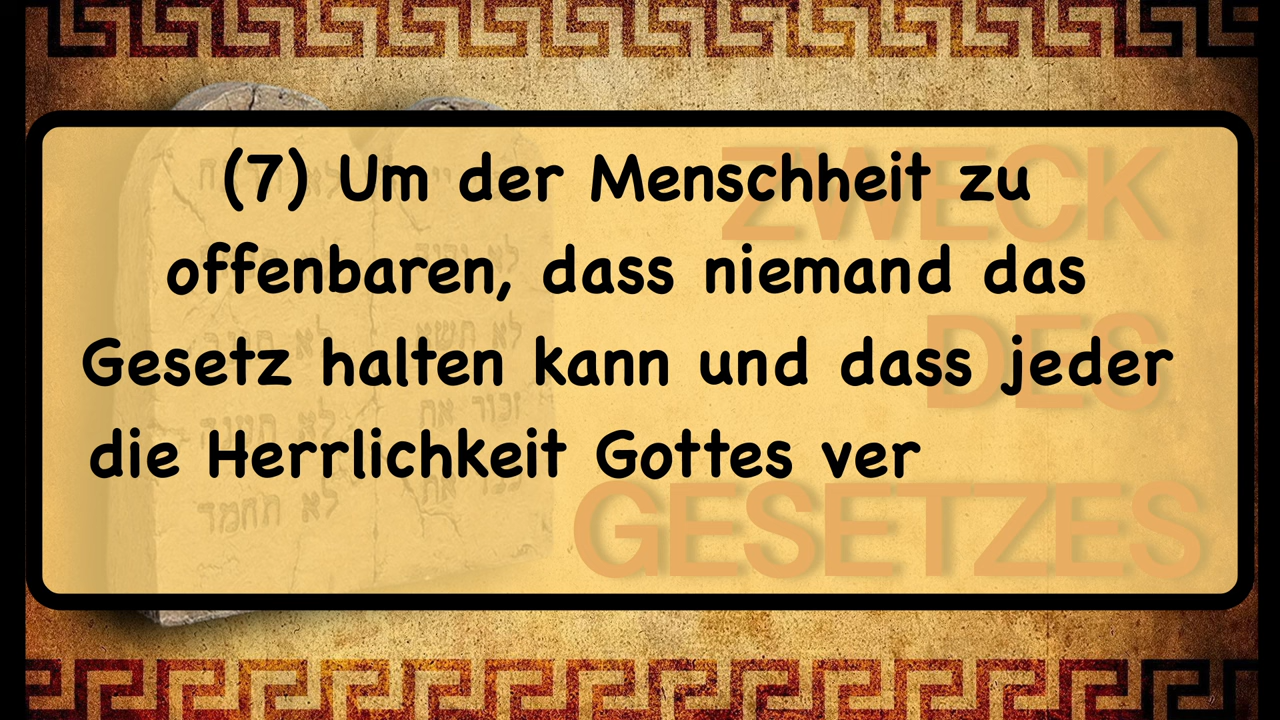 (7) Um der Menschheit zu
offenbaren, dass niemand das
Gesetz halten kann und dass jeder
die Herrlichkeit Gottes ver
ZWECK
DES
GESETZES